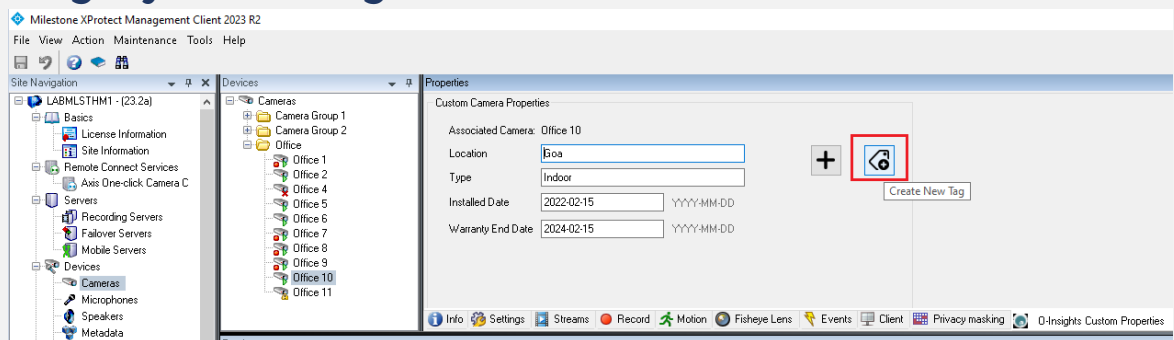 Milestone XProtect Management Client 2023 R2
File View Action Maintenance Tools Help
Site Navigation
LABMLSTHM1 - (23.2a)
Basics
License Information
Site Information
Remote Connect Services
Axis One-click Camera C
Servers
Recording Servers
Failover Servers
Mobile Servers
Devices
Cameras
Microphones
Speakers
Metadata
Devices
Cameras
Camera Group 1
Camera Group 2
Office
Office 1
Office 2
Office 4
Office 5
Office 6
Office 7
Office 8
Office 9
Office 10
Office 11
Properties
Custom Camera Properties
Associated Camera: Office 10
Location Goa
Type Indoor
Installed Date 2022-02-15 YYYY-MM-DD
Warranty End Date 2024-02-15 YYYY-MM-DD
Create New Tag
Info Settings Streams Record Motion Fisheye Lens Events Client Privacy masking O-Insights Custom Properties